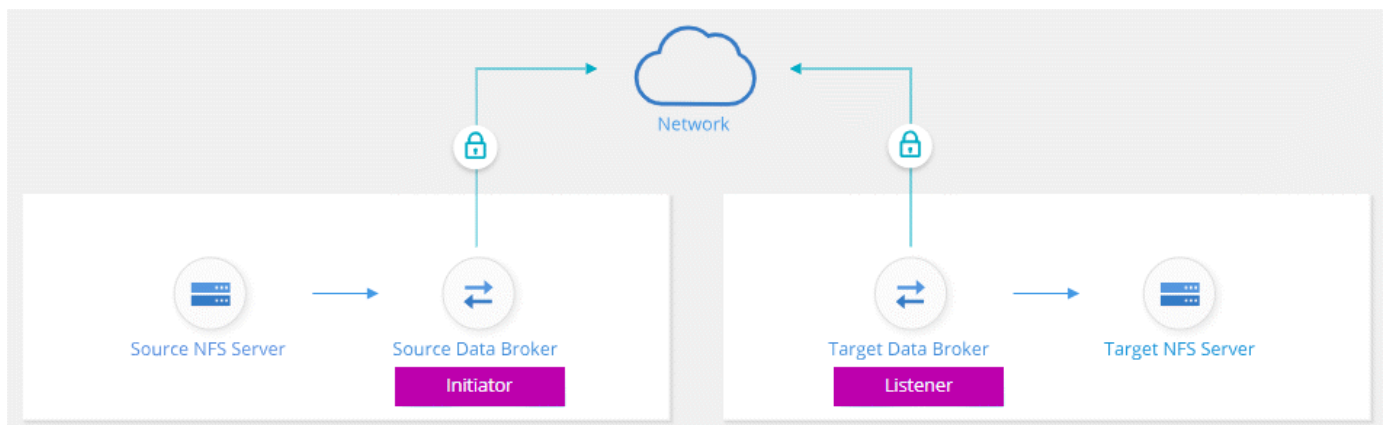 Network
Source NFS Server
Source Data Broker
Target Data Broker
Target NFS Server
Initiator
Listener